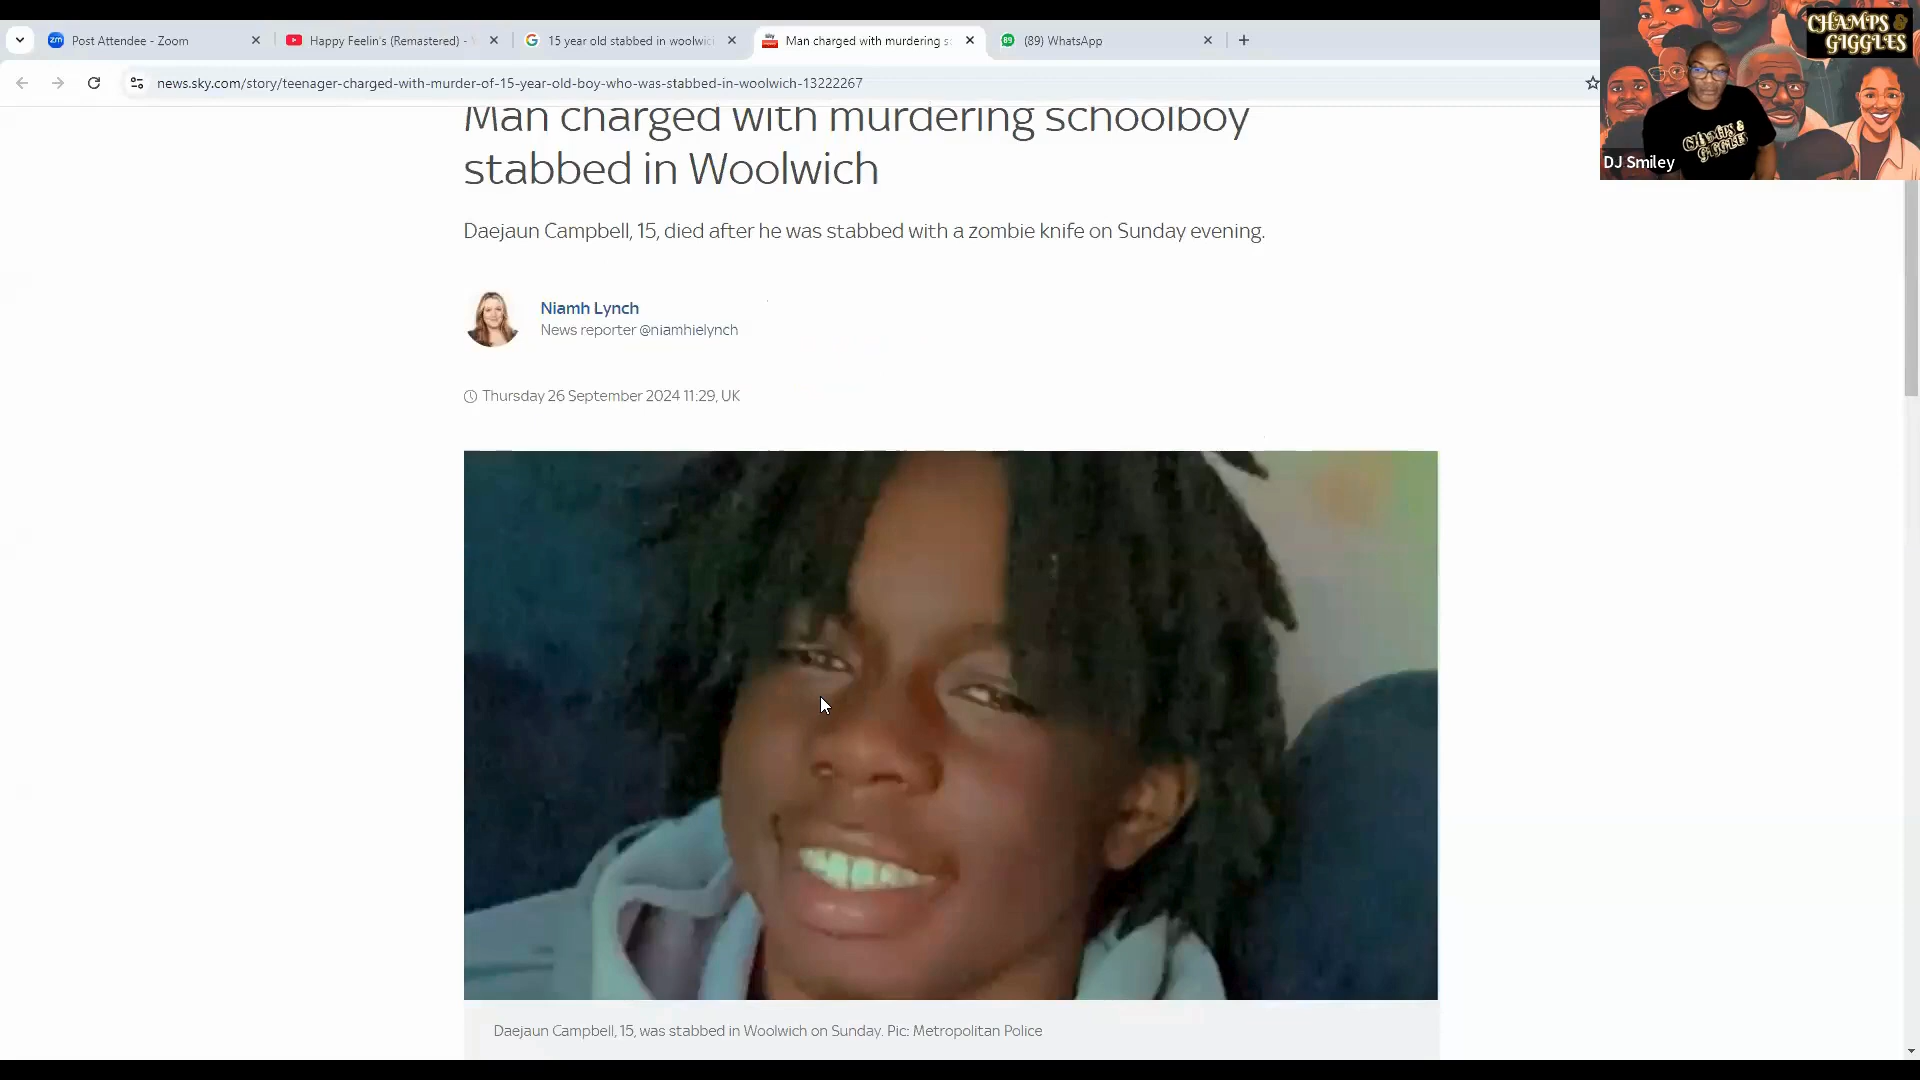 Post Attendee - Zoom
Happy Feelin's (Remastered) -
15 year old stabbed in woolwic
Man charged with murdering s
(89) WhatsApp
news.sky.com/story/teenager-charged-with-murder-of-15-year-old-boy-who-was-stabbed-in-woolwich-13222267
CHAMPS &
GIGGLES
CHAMPS &
GIGGLES
DJ Smiley
Man charged with murdering schoolboy
stabbed in Woolwich
Daejaun Campbell, 15, died after he was stabbed with a zombie knife on Sunday evening.
Niamh Lynch
News reporter @niamhielynch
Thursday 26 September 2024 11:29, UK
Daejaun Campbell, 15, was stabbed in Woolwich on Sunday. Pic: Metropolitan Police